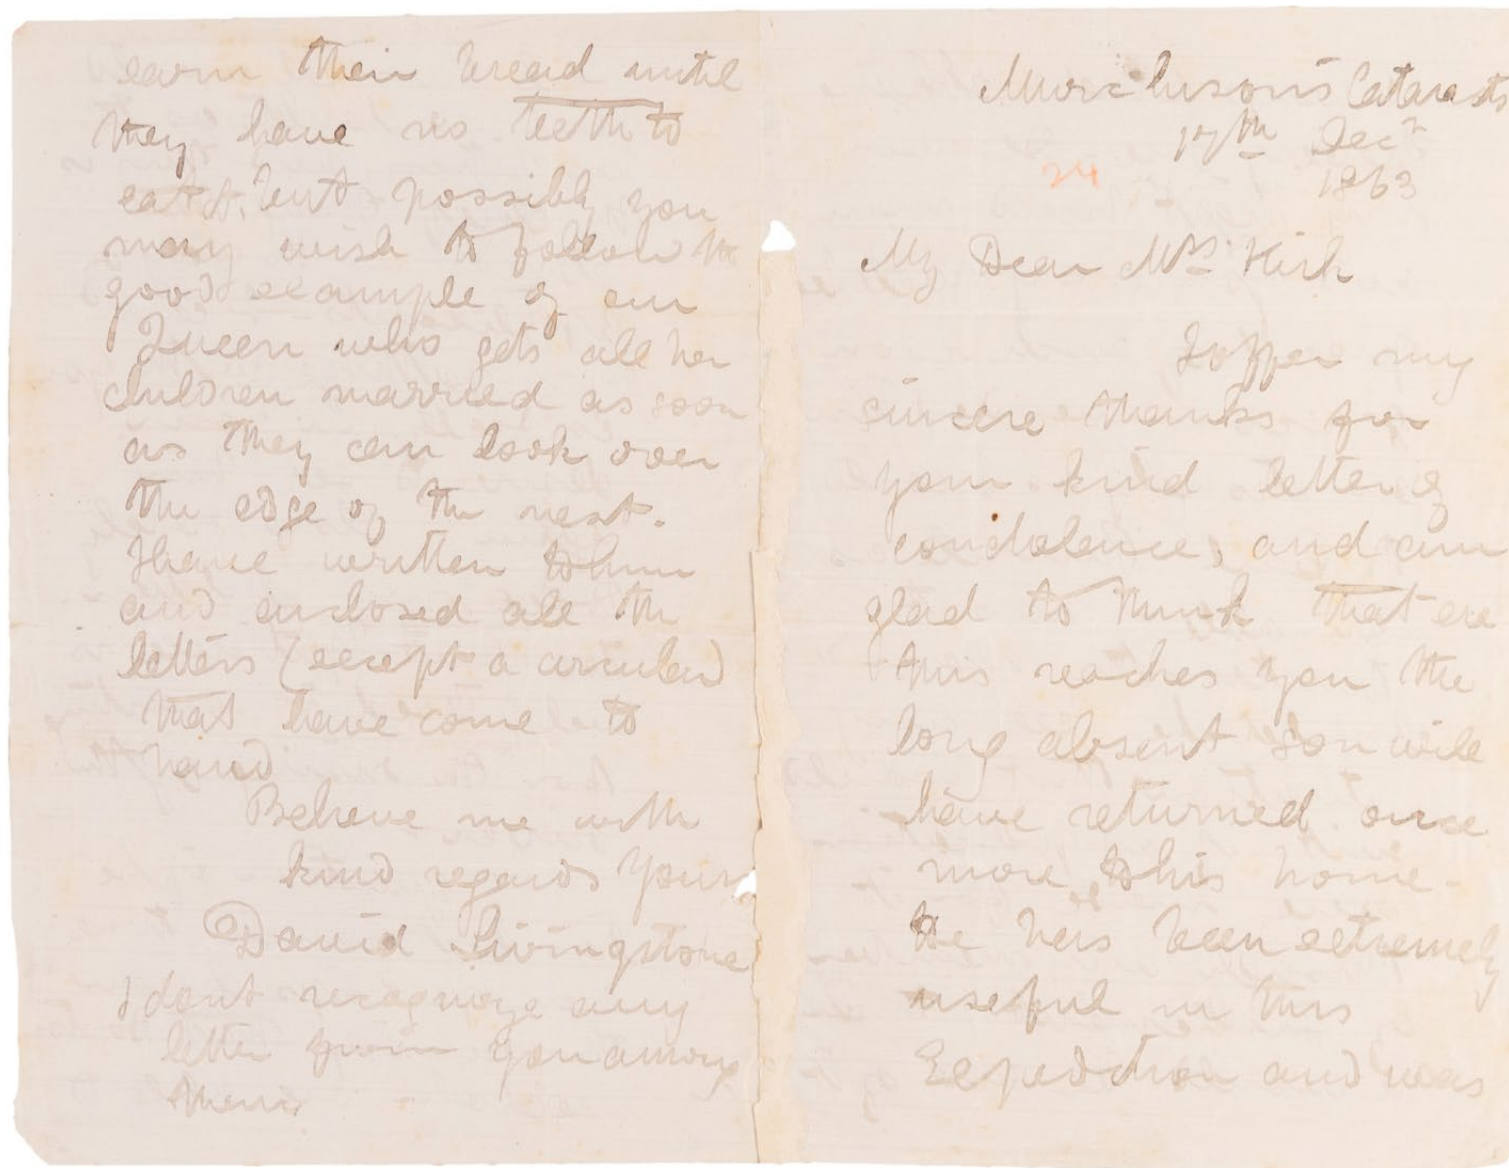 Murchison's Cataracts
17th Decr
1863
24
My Dear Mrs Kirk
I offer my
sincere thanks for
your kind letter of
condolence, and am
glad to think that ere
this reaches you the
long absent son will
have returned once
more to his home-
He has been extremely
useful in this
Expedition and was
earn their bread until
they have no teeth to
eat it, but possibly you
may wish to follow the
good example of our
Queen who gets all her
children married as soon
as they can look over
the edge of the nest.
I have written to him
and enclosed all the
letters (except a circular)
that have come to
hand
Believe me with
kind regards Yours
David Livingstone
I dont recognize any
letter from you among
them